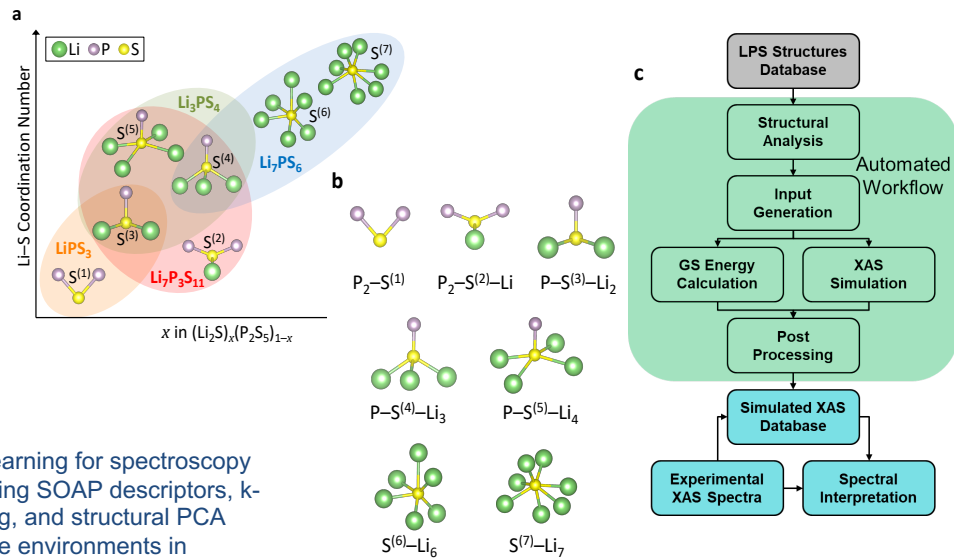 a
Li P S
Li–S Coordination Number
S(7)
S(6)
Li3PS4
S(5)
S(4)
Li7PS6
S(3)
LiPS3
S(2)
S(1)
Li7P3S11
x in (Li2S)x(P2S5)1–x
b
P2–S(1)
P2–S(2)–Li
P–S(3)–Li2
P–S(4)–Li3
P–S(5)–Li4
S(6)–Li6
S(7)–Li7
c
LPS Structures
Database
Structural
Analysis
Automated
Workflow
Input
Generation
GS Energy
Calculation
XAS
Simulation
Post
Processing
Simulated XAS
Database
Experimental
XAS Spectra
Spectral
Interpretation
earning for spectroscopy
ing SOAP descriptors, k-
g, and structural PCA
e environments in